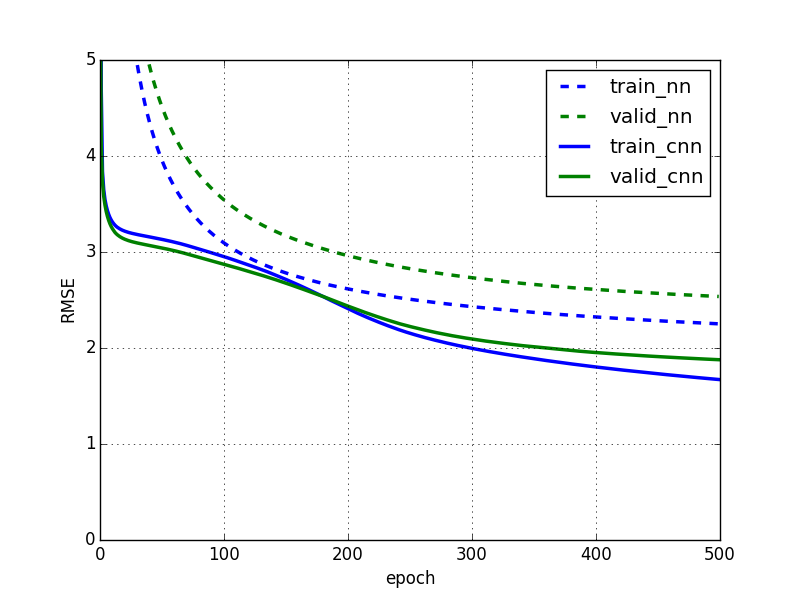 5
4
3
2
1
0
RMSE
train_nn
valid_nn
train_cnn
valid_cnn
0 100 200 300 400 500
epoch